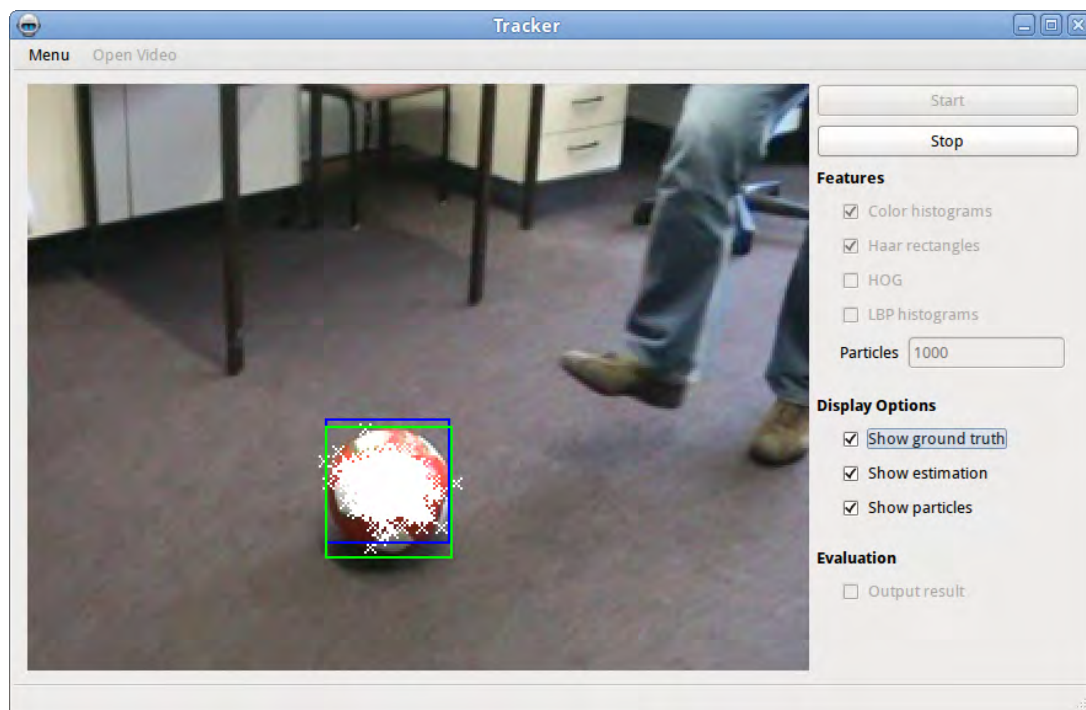 Tracker
Menu Open Video
Start
Stop
Features
Color histograms
Haar rectangles
HOG
LBP histograms
Particles 1000
Display Options
Show ground truth
Show estimation
Show particles
Evaluation
Output result